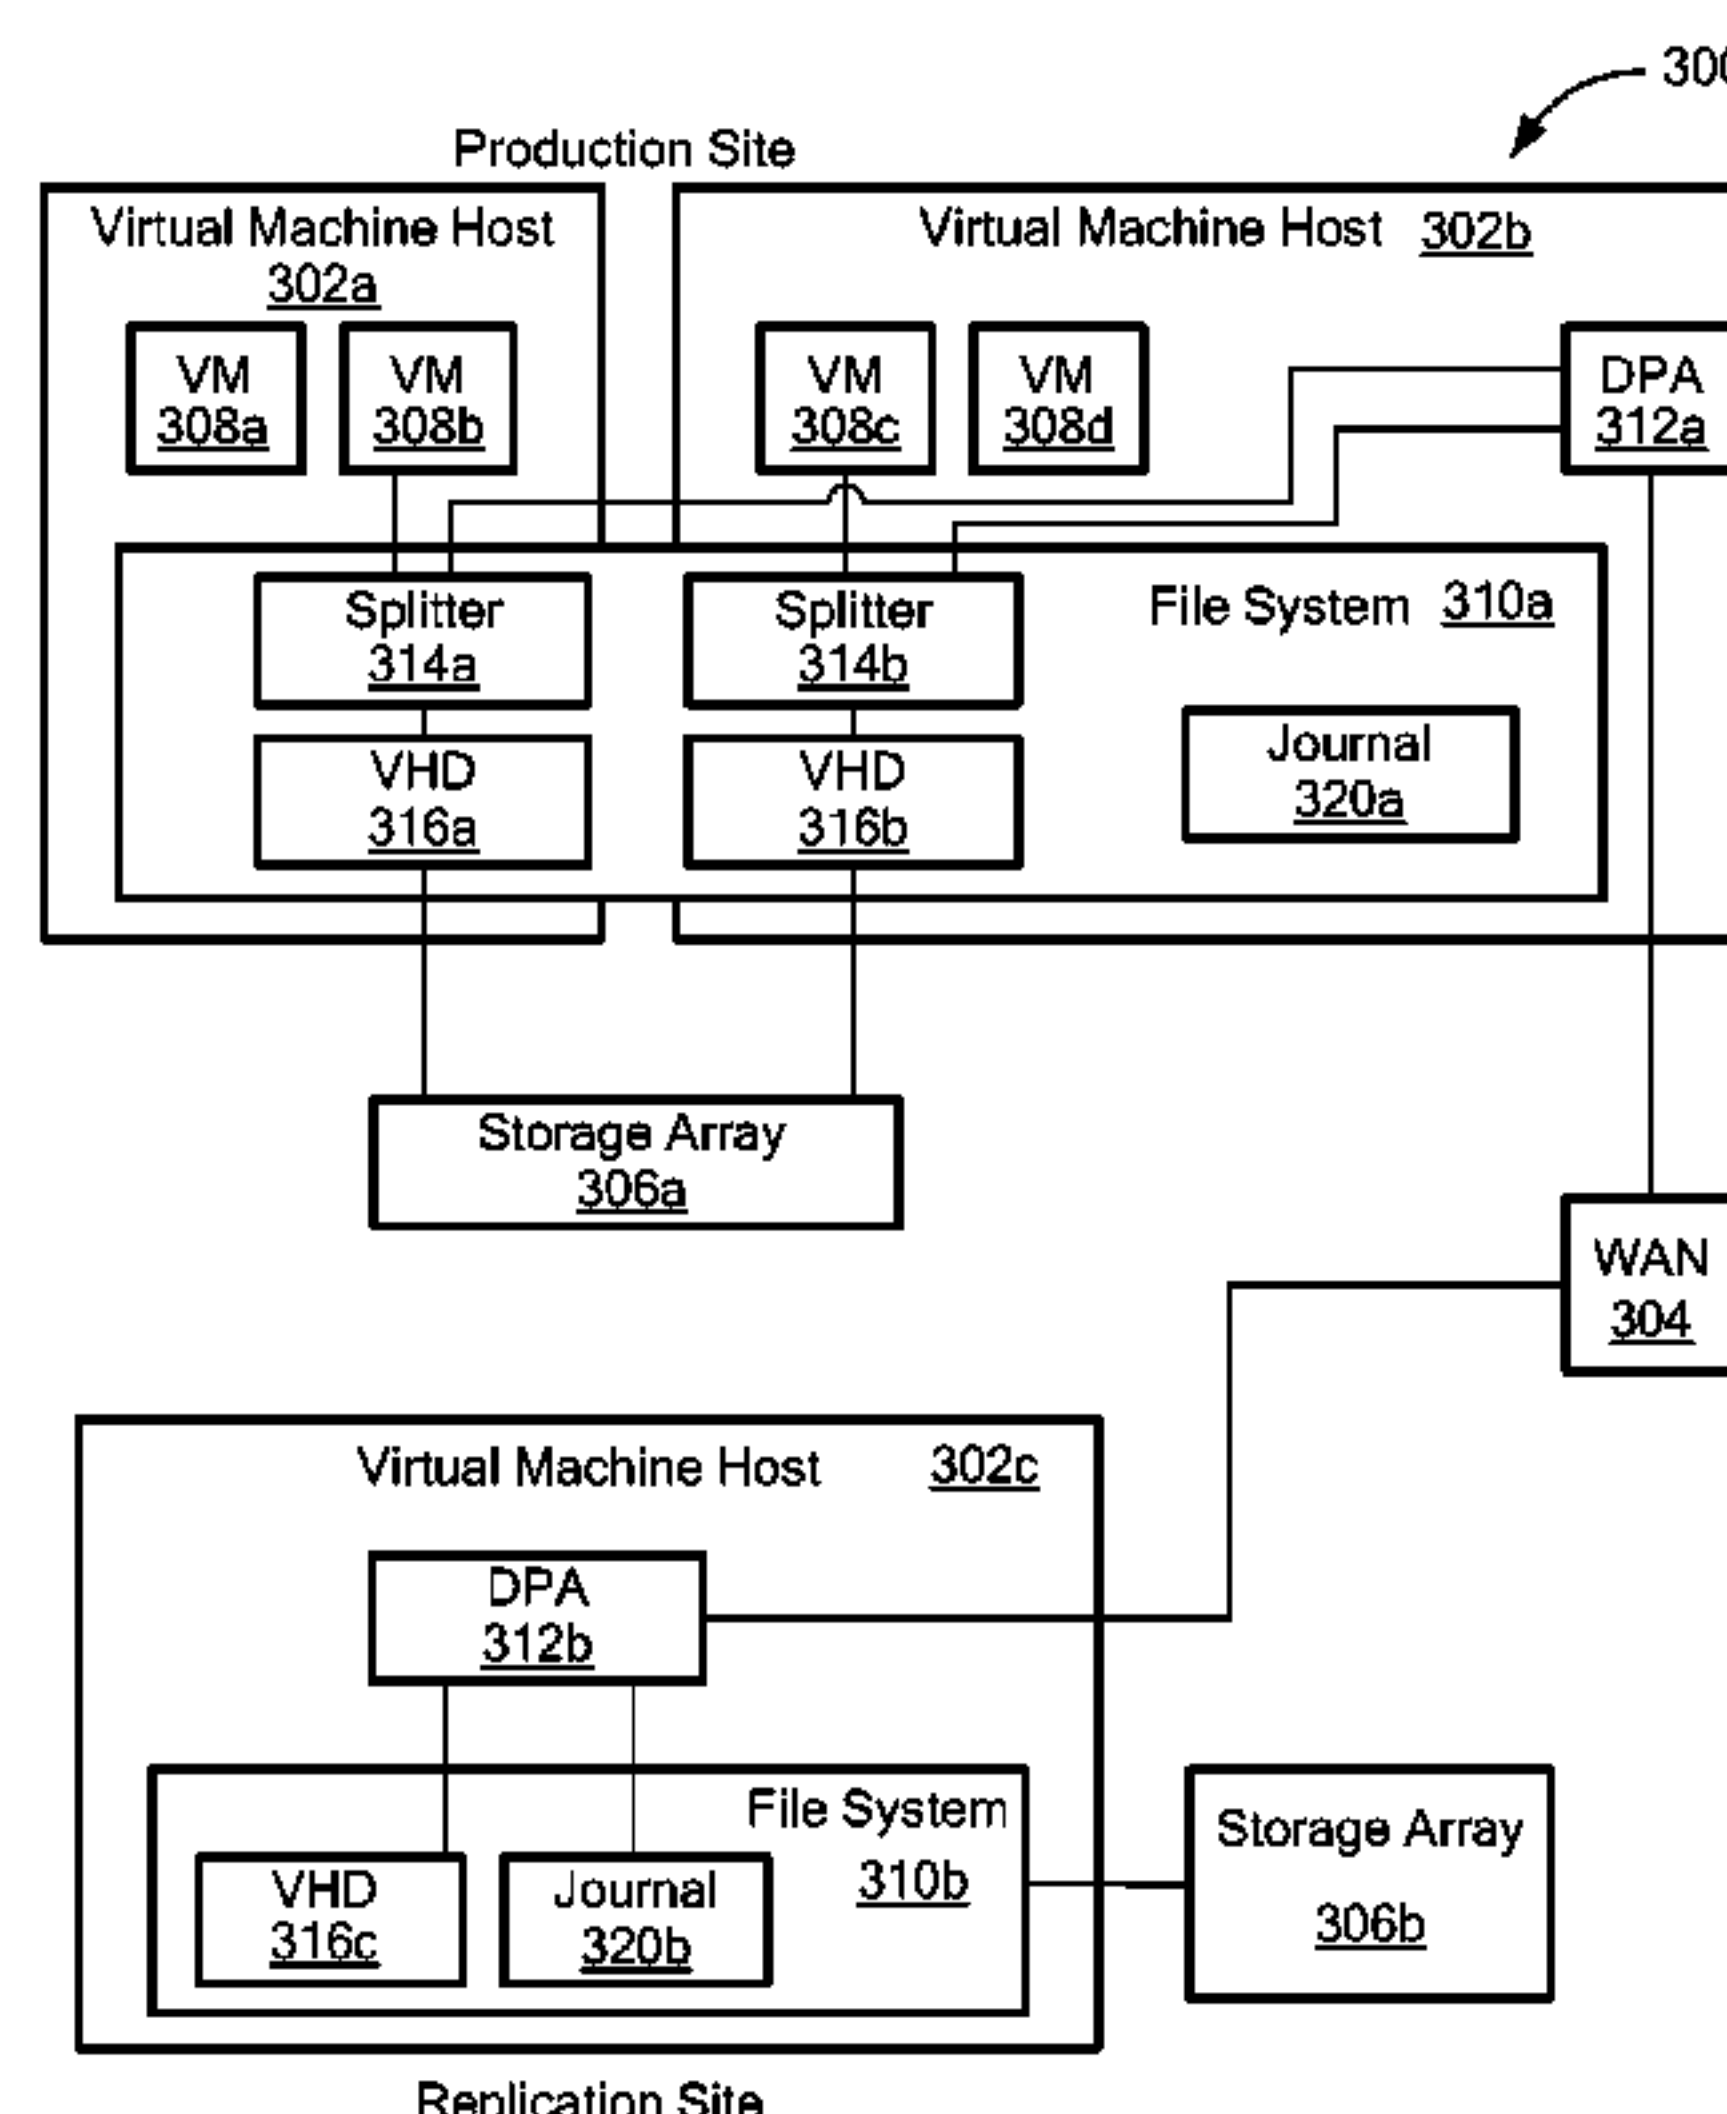 300
Production Site
Virtual Machine Host
302a
Virtual Machine Host 302b
VM
308a
VM
308b
VM
308c
VM
308d
DPA
312a
Splitter
314a
Splitter
314b
File System 310a
VHD
316a
VHD
316b
Journal
320a
Storage Array
306a
WAN
304
Virtual Machine Host 302c
DPA
312b
File System
310b
VHD
316c
Journal
320b
Storage Array
306b
Replication Site